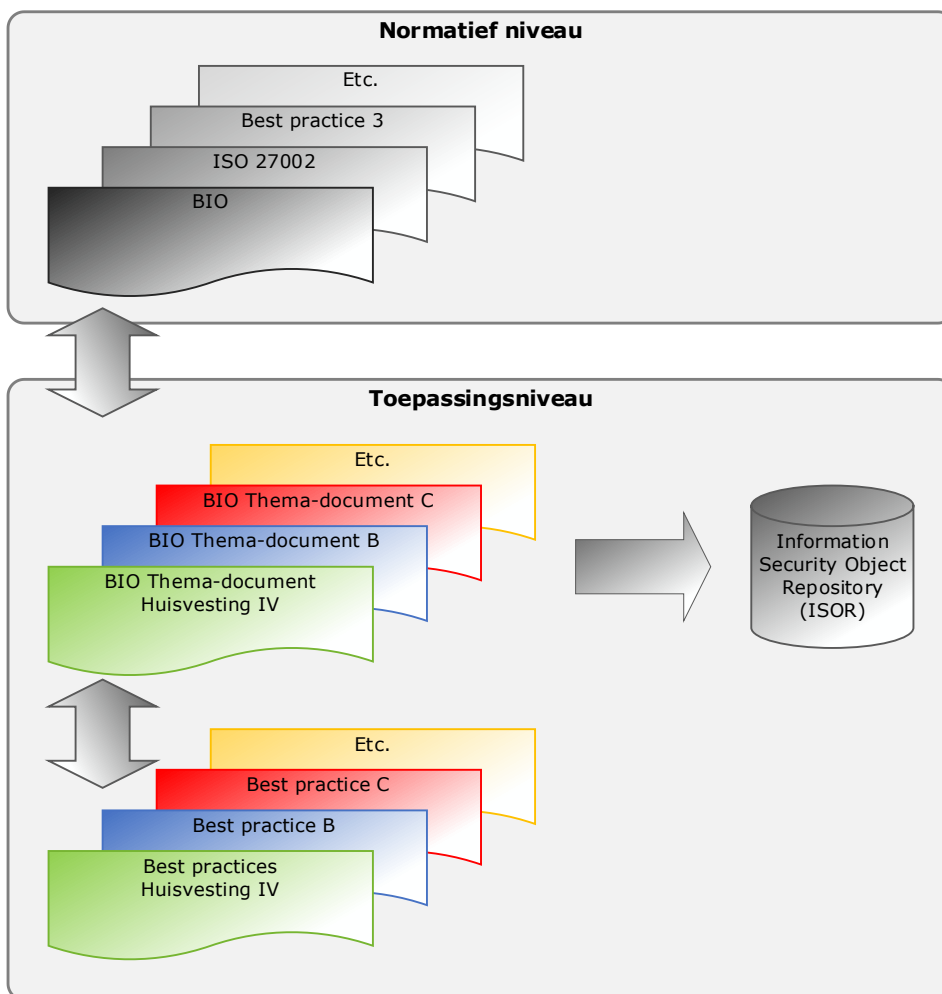 Normatief niveau
Etc.
Best practice 3
ISO 27002
BIO
Toepassingsniveau
Etc.
BIO Thema-document C
BIO Thema-document B
BIO Thema-document
Huisvesting IV
Information
Security Object
Repository
(ISOR)
Etc.
Best practice C
Best practice B
Best practices
Huisvesting IV